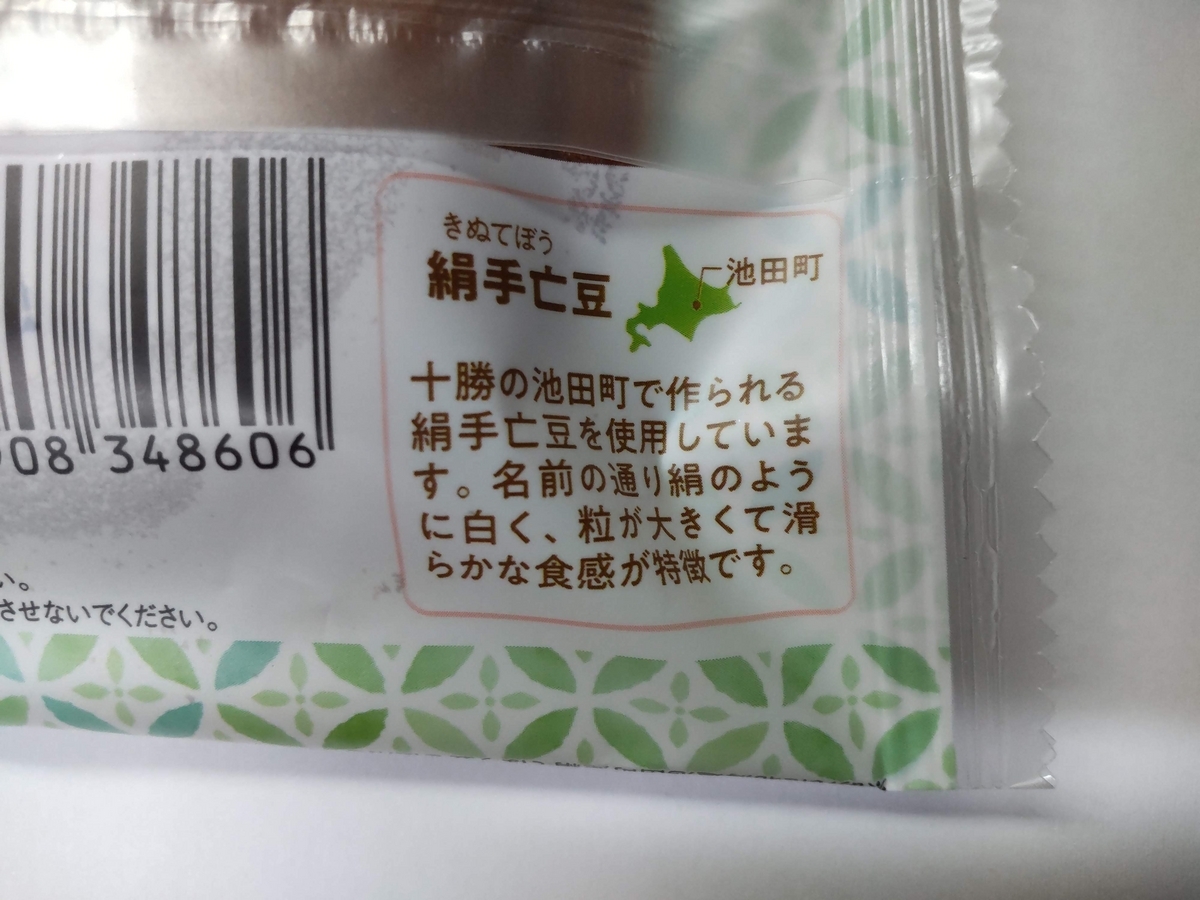 きぬてぼう
絹手亡豆
池田町
十勝の池田町で作られる
絹手亡豆を使用していま
す。名前の通り絹のよう
に白く、粒が大きくて滑
らかな食感が特徴です。
08 348606
い。
させないでください。